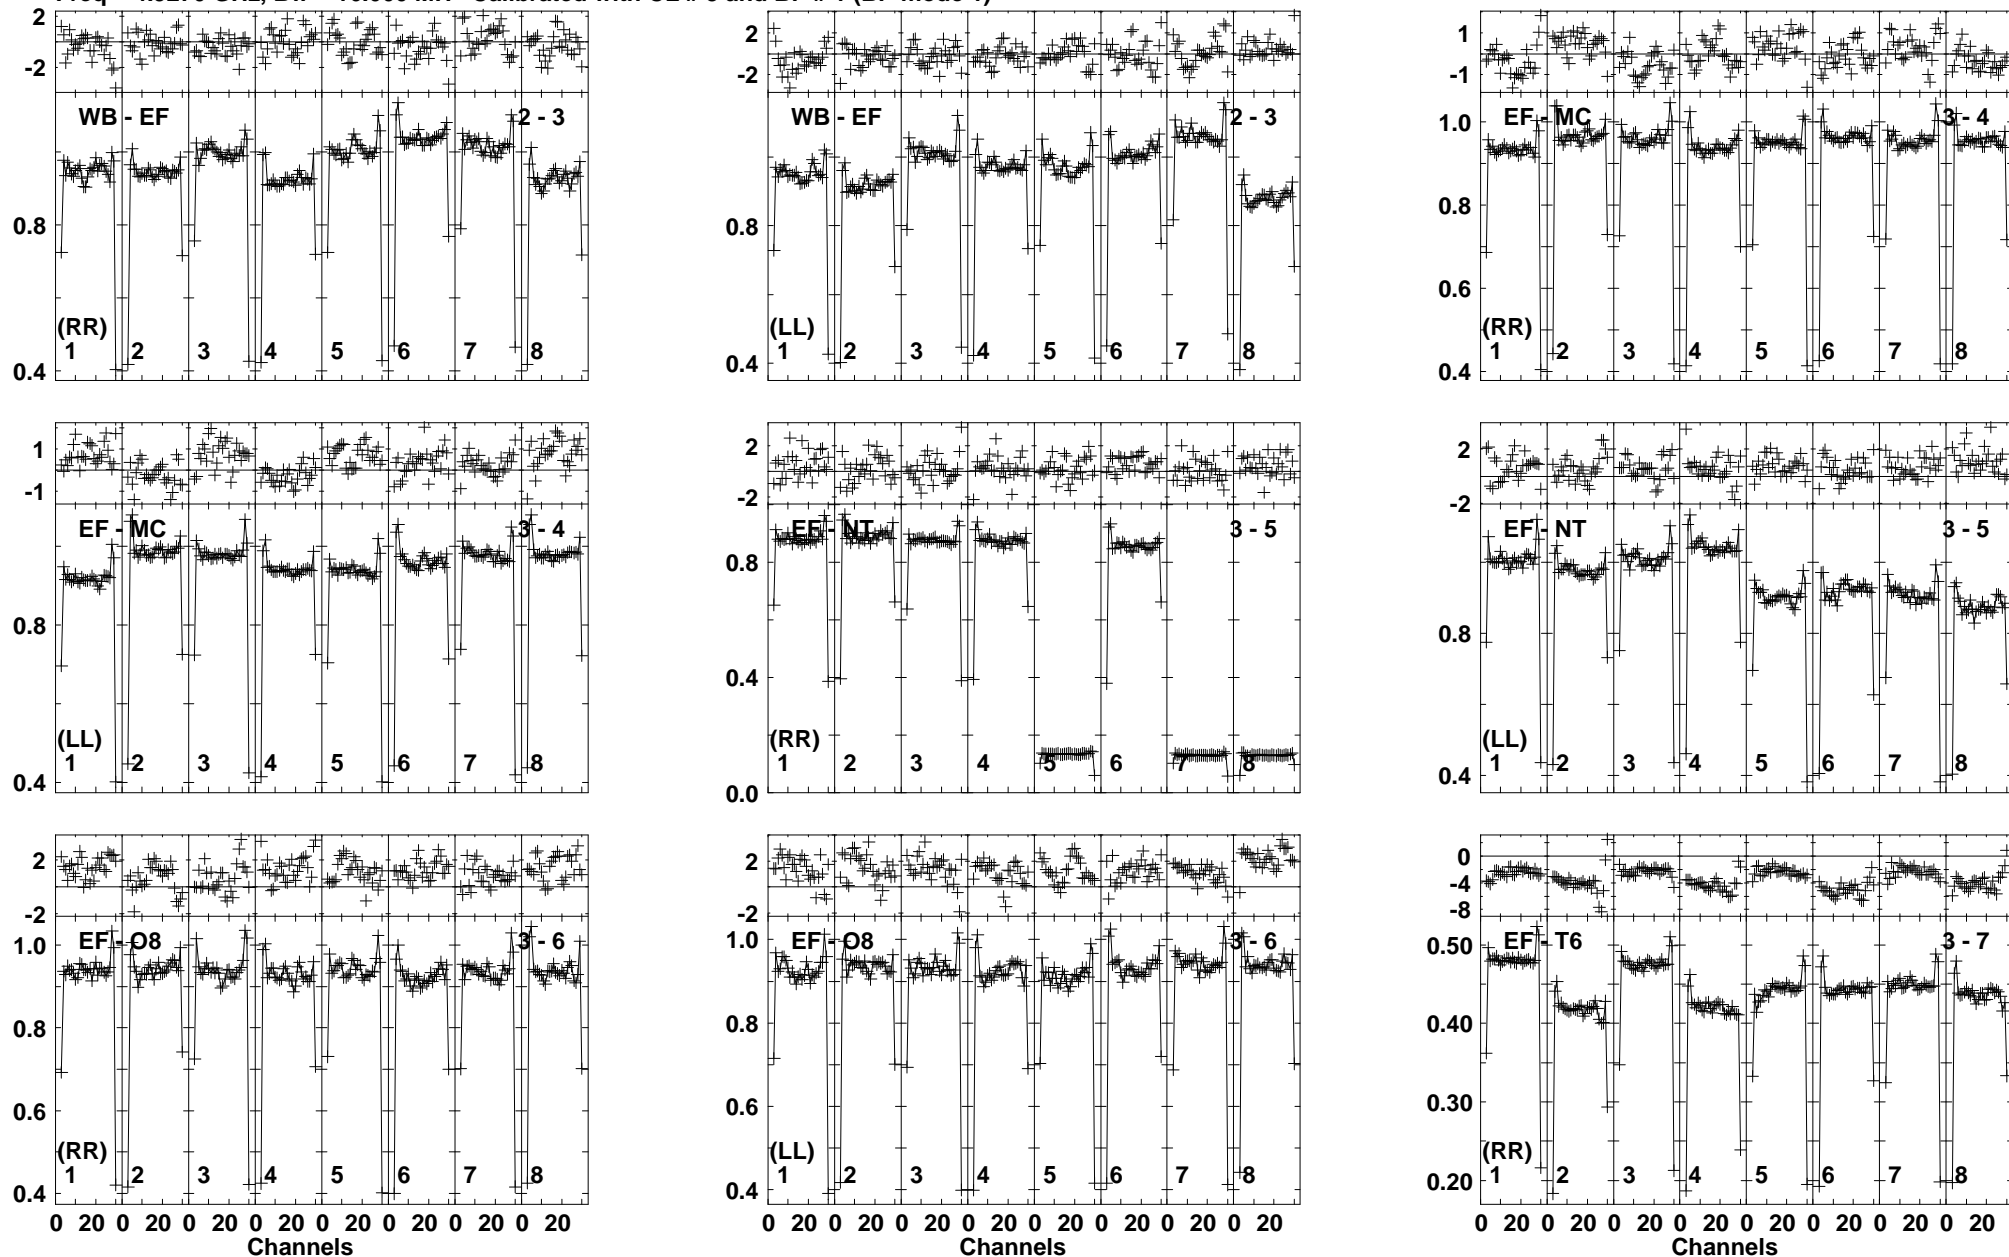 2 -2 WB - EF 2 - 3 0.8 0.4 (RR) 1 2 3 4 5 6 7 8
2 -2 WB - EF 2 - 3 0.8 0.4 (LL) 1 2 3 4 5 6 7 8
1 -1 EF - MC 3 - 4 1.0 0.8 0.6 0.4 (RR) 1 2 3 4 5 6 7 8
1 -1 EF - MC 3 - 4 0.8 0.4 (LL) 1 2 3 4 5 6 7 8
2 -2 EF - NT 3 - 5 0.8 0.4 0.0 (RR) 1 2 3 4 5 6 7 8
2 -2 EF - NT 3 - 5 0.8 0.4 (LL) 1 2 3 4 5 6 7 8
2 -2 EF - O8 3 - 6 1.0 0.8 0.6 0.4 (RR) 1 2 3 4 5 6 7 8
0 20 0 20 0 20 0 20 0 20 0 20 0 20 0 20
Channels
2 -2 EF - O8 3 - 6 1.0 0.8 0.6 0.4 (LL) 1 2 3 4 5 6 7 8
0 20 0 20 0 20 0 20 0 20 0 20 0 20 0 20
Channels
0 -4 -8 EF - T6 3 - 7 0.50 0.40 0.30 0.20 (RR) 1 2 3 4 5 6 7 8
0 20 0 20 0 20 0 20 0 20 0 20 0 20 0 20
Channels